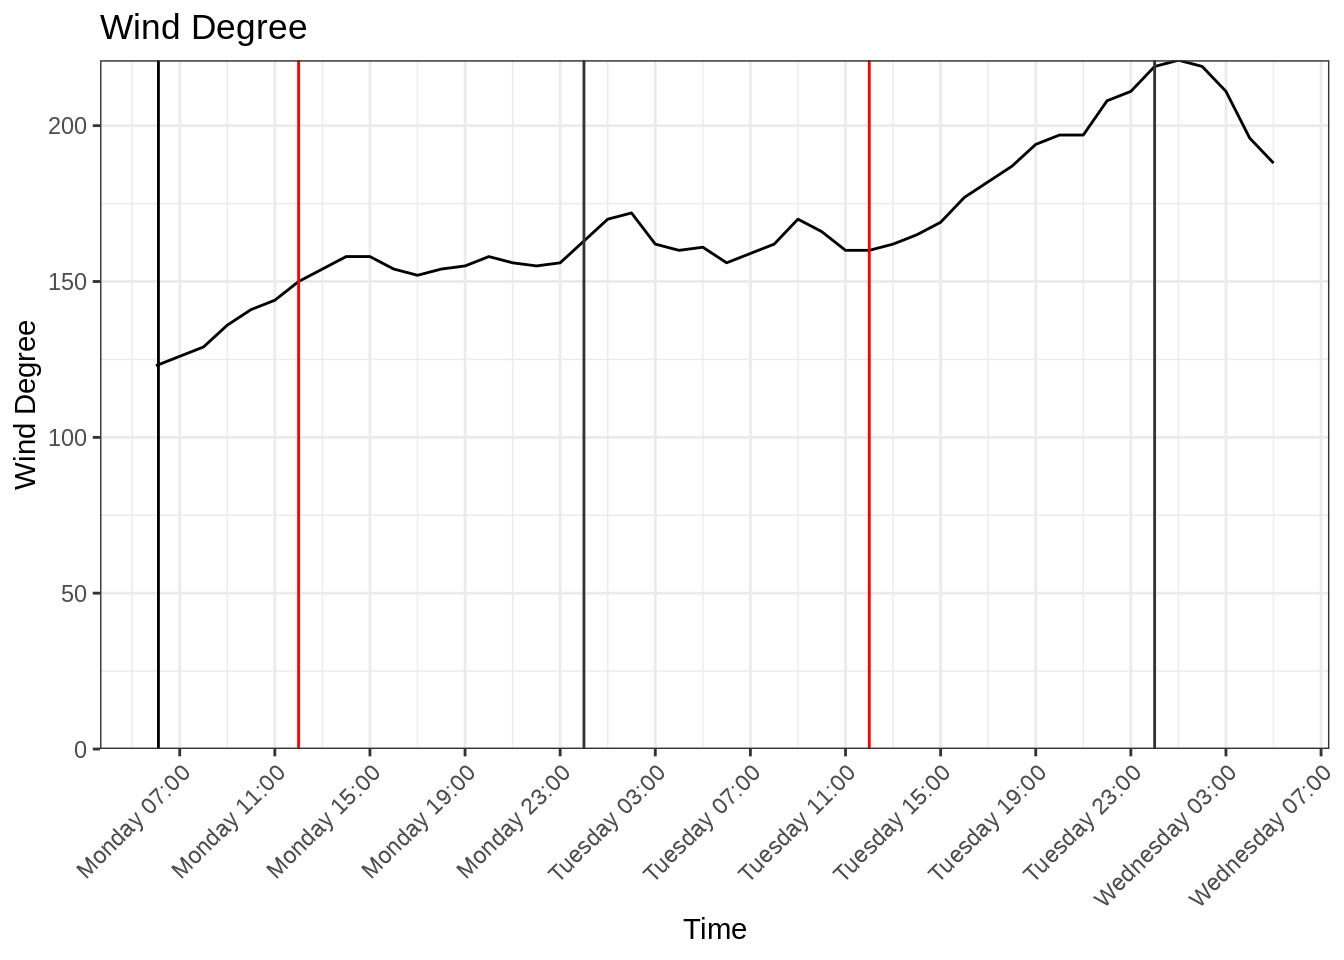 Wind Degree
Wind Degree
200
150
100
50
0
Monday 07:00
Monday 11:00
Monday 15:00
Monday 19:00
Monday 23:00
Tuesday 03:00
Tuesday 07:00
Tuesday 11:00
Tuesday 15:00
Tuesday 19:00
Tuesday 23:00
Wednesday 03:00
Wednesday 07:00
Time